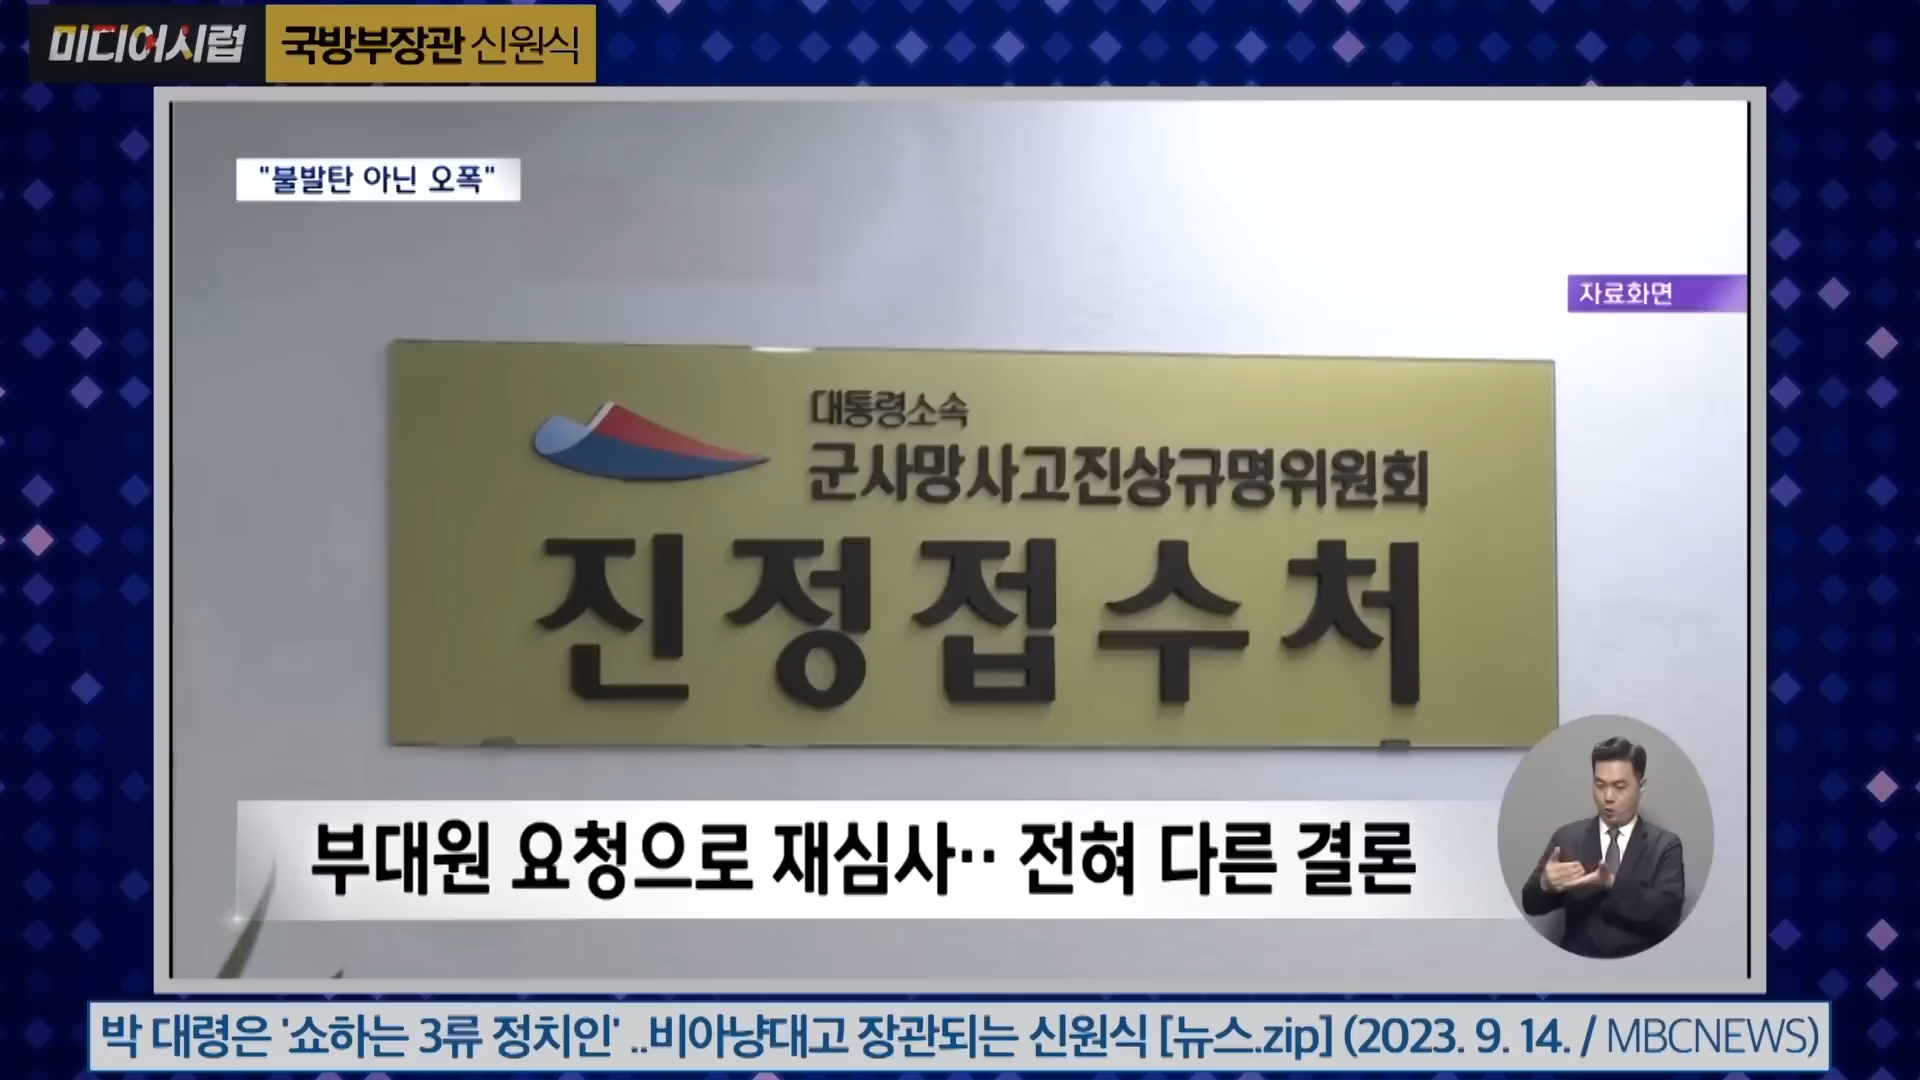 미디어시럽 국방부장관 신원식
"불발탄 아닌 오폭"
자료화면
대통령소속
군사망사고진상규명위원회
진정접수처
부대원 요청으로 재심사‥ 전혀 다른 결론
박 대령은 '쇼하는 3류 정치인' ..비아냥대고 장관되는 신원식 [뉴스.zip] (2023. 9. 14. / MBCNEWS)